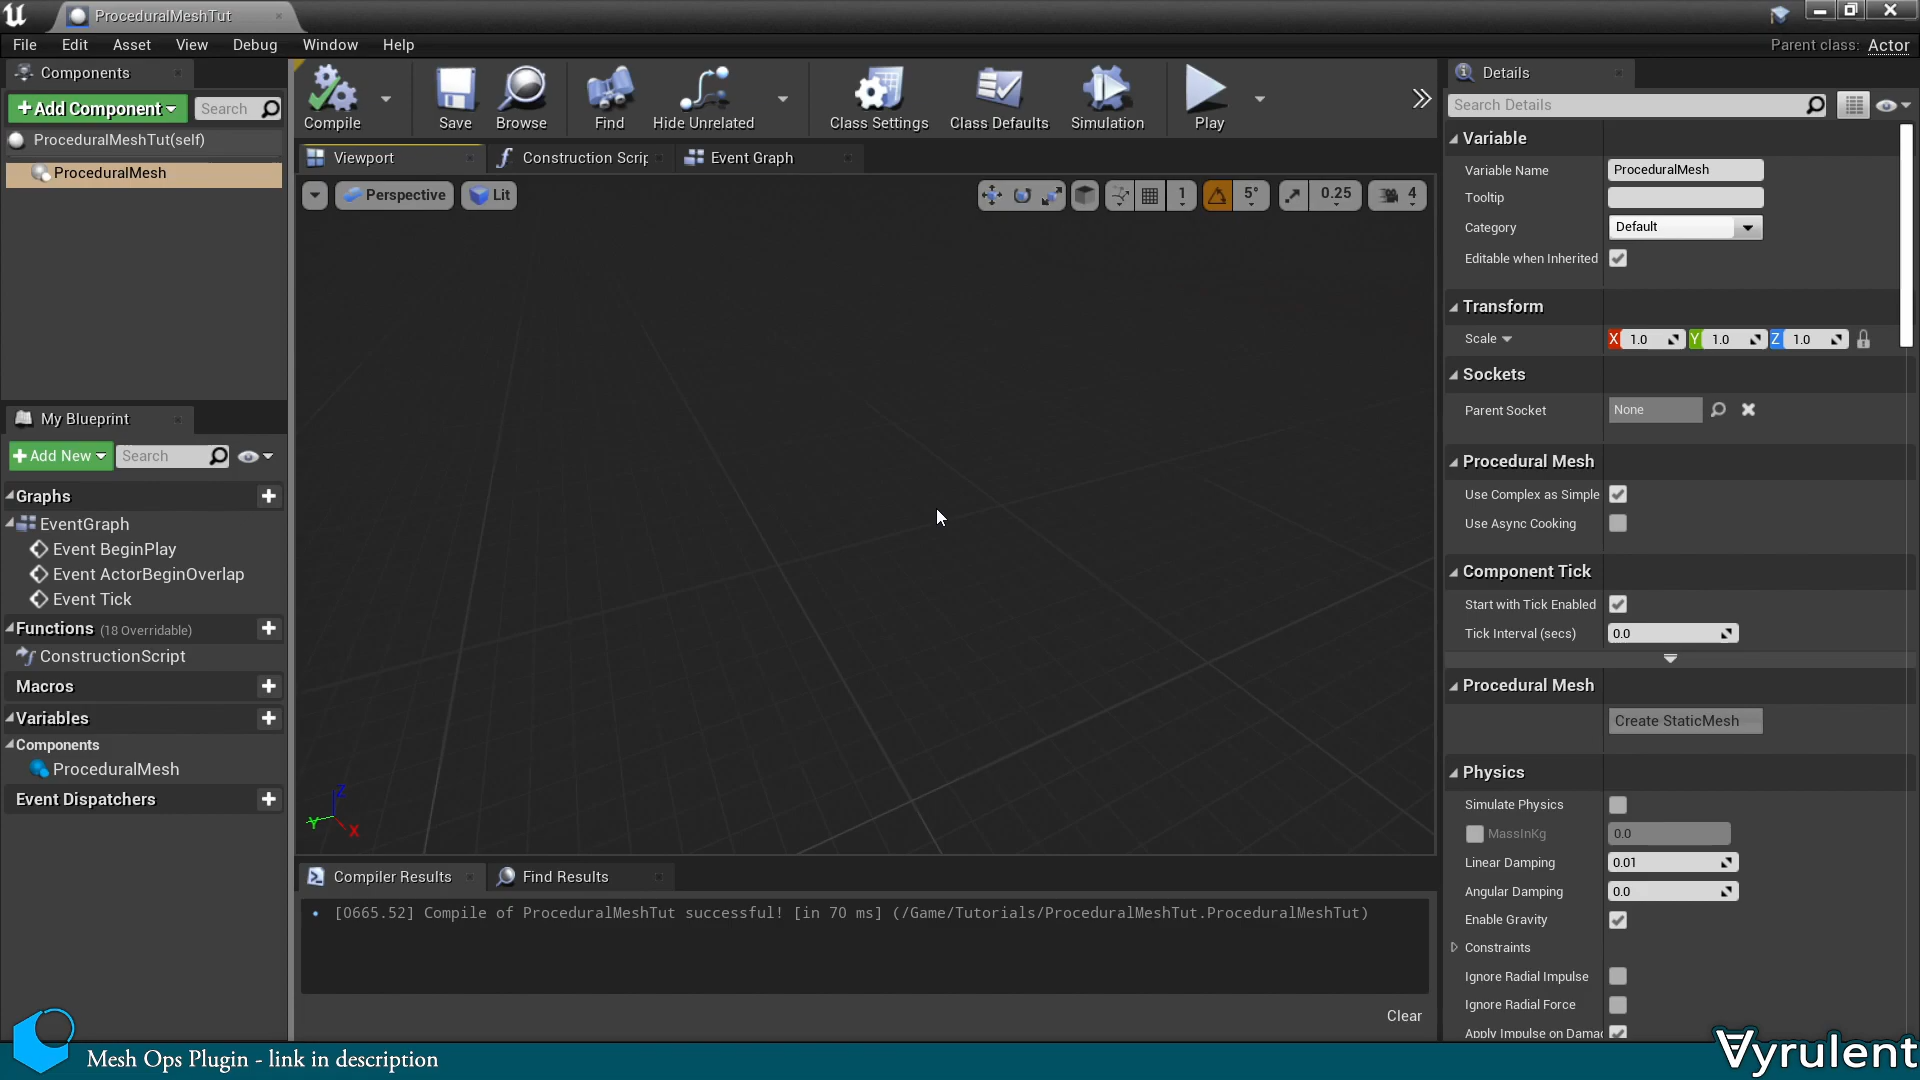 ProceduralMeshTut
File Edit Asset View Debug Window Help
Parent class: Actor
Components
Add Component Search
ProceduralMeshTut(self)
ProceduralMesh
My Blueprint
Add New Search
Graphs
EventGraph
Event BeginPlay
Event ActorBeginOverlap
Event Tick
Functions (18 Overridable)
ConstructionScript
Macros
Variables
Components
ProceduralMesh
Event Dispatchers
Compile Save Browse Find Hide Unrelated Class Settings Class Defaults Simulation Play
Viewport Construction Scrip Event Graph
Perspective Lit 1 5° 0.25 4
Z
Y
X
Compiler Results Find Results
• [0665.52] Compile of ProceduralMeshTut successful! [in 70 ms] (/Game/Tutorials/ProceduralMeshTut.ProceduralMeshTut)
Clear
Details
Search Details
Variable
Variable Name ProceduralMesh
Tooltip
Category Default
Editable when Inherited
Transform
Scale X 1.0 Y 1.0 Z 1.0
Sockets
Parent Socket None
Procedural Mesh
Use Complex as Simple
Use Async Cooking
Component Tick
Start with Tick Enabled
Tick Interval (secs) 0.0
Procedural Mesh
Create StaticMesh
Physics
Simulate Physics
MassInKg 0.0
Linear Damping 0.01
Angular Damping 0.0
Enable Gravity
Constraints
Ignore Radial Impulse
Ignore Radial Force
Apply Impulse on Damag
Mesh Ops Plugin - link in description
Vyrulent